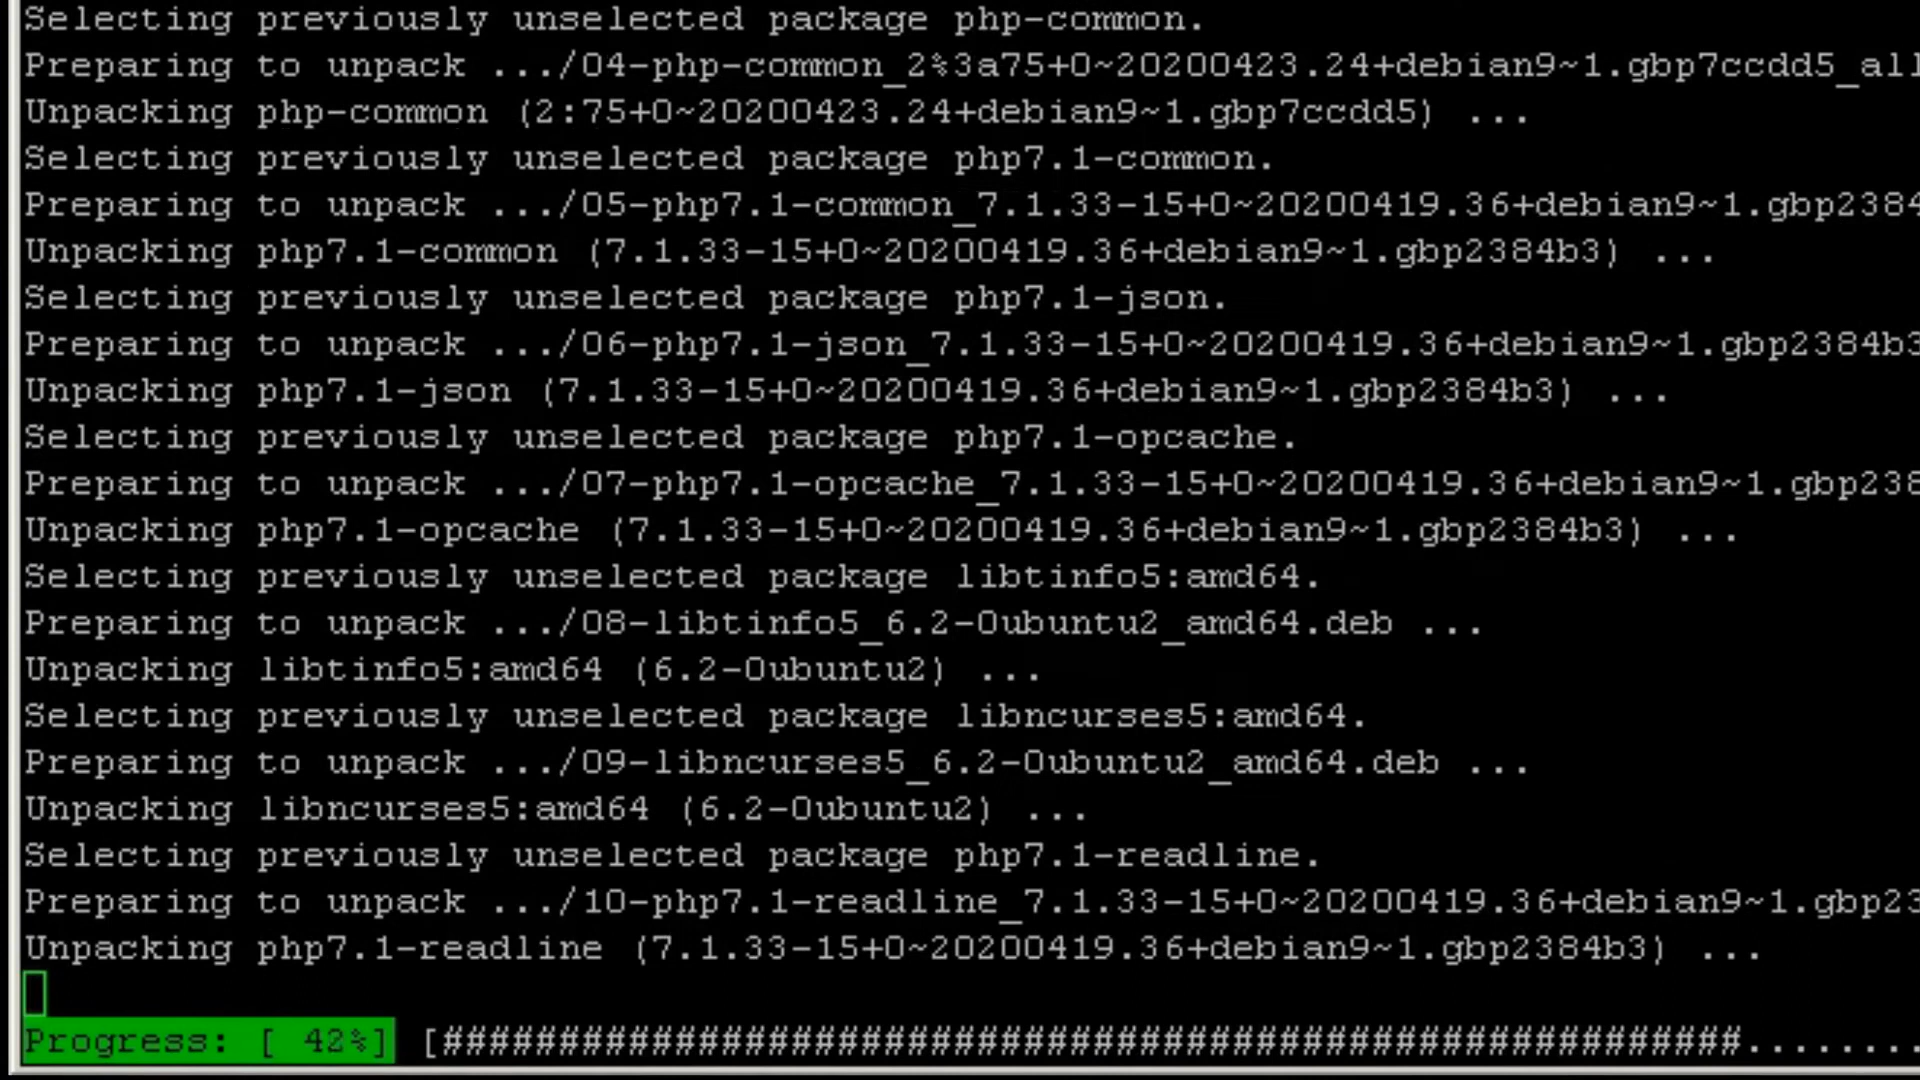 Selecting previously unselected package php-common.
Preparing to unpack .../04-php-common_2%3a75+0~20200423.24+debian9~1.gbp7ccdd5_all
Unpacking php-common (2:75+0~20200423.24+debian9~1.gbp7ccdd5) ...
Selecting previously unselected package php7.1-common.
Preparing to unpack .../05-php7.1-common_7.1.33-15+0~20200419.36+debian9~1.gbp2384
Unpacking php7.1-common (7.1.33-15+0~20200419.36+debian9~1.gbp2384b3) ...
Selecting previously unselected package php7.1-json.
Preparing to unpack .../06-php7.1-json_7.1.33-15+0~20200419.36+debian9~1.gbp2384b3
Unpacking php7.1-json (7.1.33-15+0~20200419.36+debian9~1.gbp2384b3) ...
Selecting previously unselected package php7.1-opcache.
Preparing to unpack .../07-php7.1-opcache_7.1.33-15+0~20200419.36+debian9~1.gbp238
Unpacking php7.1-opcache (7.1.33-15+0~20200419.36+debian9~1.gbp2384b3) ...
Selecting previously unselected package libtinfo5:amd64.
Preparing to unpack .../08-libtinfo5_6.2-0ubuntu2_amd64.deb ...
Unpacking libtinfo5:amd64 (6.2-0ubuntu2) ...
Selecting previously unselected package libncurses5:amd64.
Preparing to unpack .../09-libncurses5_6.2-0ubuntu2_amd64.deb ...
Unpacking libncurses5:amd64 (6.2-0ubuntu2) ...
Selecting previously unselected package php7.1-readline.
Preparing to unpack .../10-php7.1-readline_7.1.33-15+0~20200419.36+debian9~1.gbp23
Unpacking php7.1-readline (7.1.33-15+0~20200419.36+debian9~1.gbp2384b3) ...
Progress: [ 42%] [########################################################........